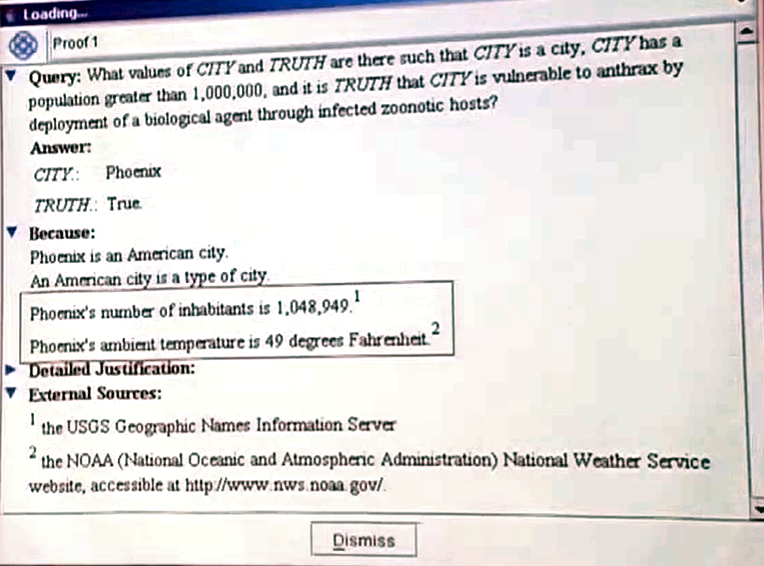 Loading...
Proof 1
Query: What values of CITY and TRUTH are there such that CITY is a city, CITY has a
population greater than 1,000,000, and it is TRUTH that CITY is vulnerable to anthrax by
deployment of a biological agent through infected zoonotic hosts?
Answer:
CITY.: Phoenix
TRUTH.: True.
Because:
Phoenix is an American city.
An American city is a type of city.
Phoenix's number of inhabitants is 1,048,949.1
Phoenix's ambient temperature is 49 degrees Fahrenheit.2
Detailed Justification:
External Sources:
1 the USGS Geographic Names Information Server
2 the NOAA (National Oceanic and Atmospheric Administration) National Weather Service
website, accessible at http://www.nws.noaa.gov/.
Dismiss